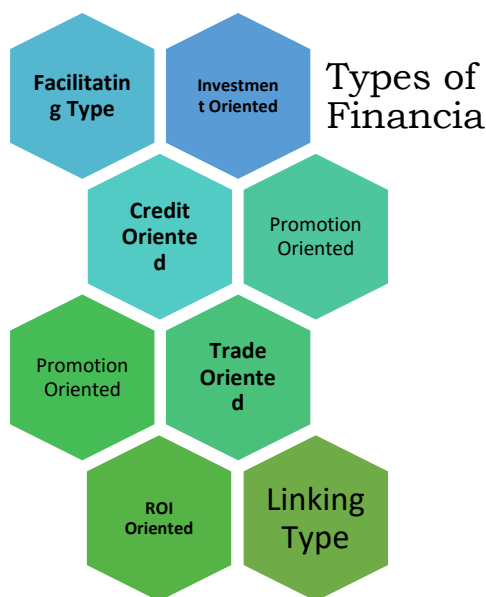 Facilitatin
g Type
Investmen
t Oriented
Types of
Financia
Credit
Oriente
d
Promotion
Oriented
Promotion
Oriented
Trade
Oriente
d
ROI
Oriented
Linking
Type